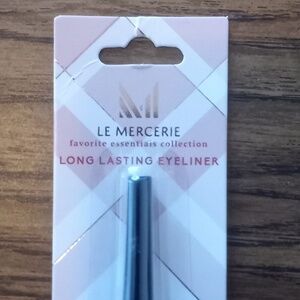 LE MERCERIE
favorite essentials collection
LONG LASTING EYELINER